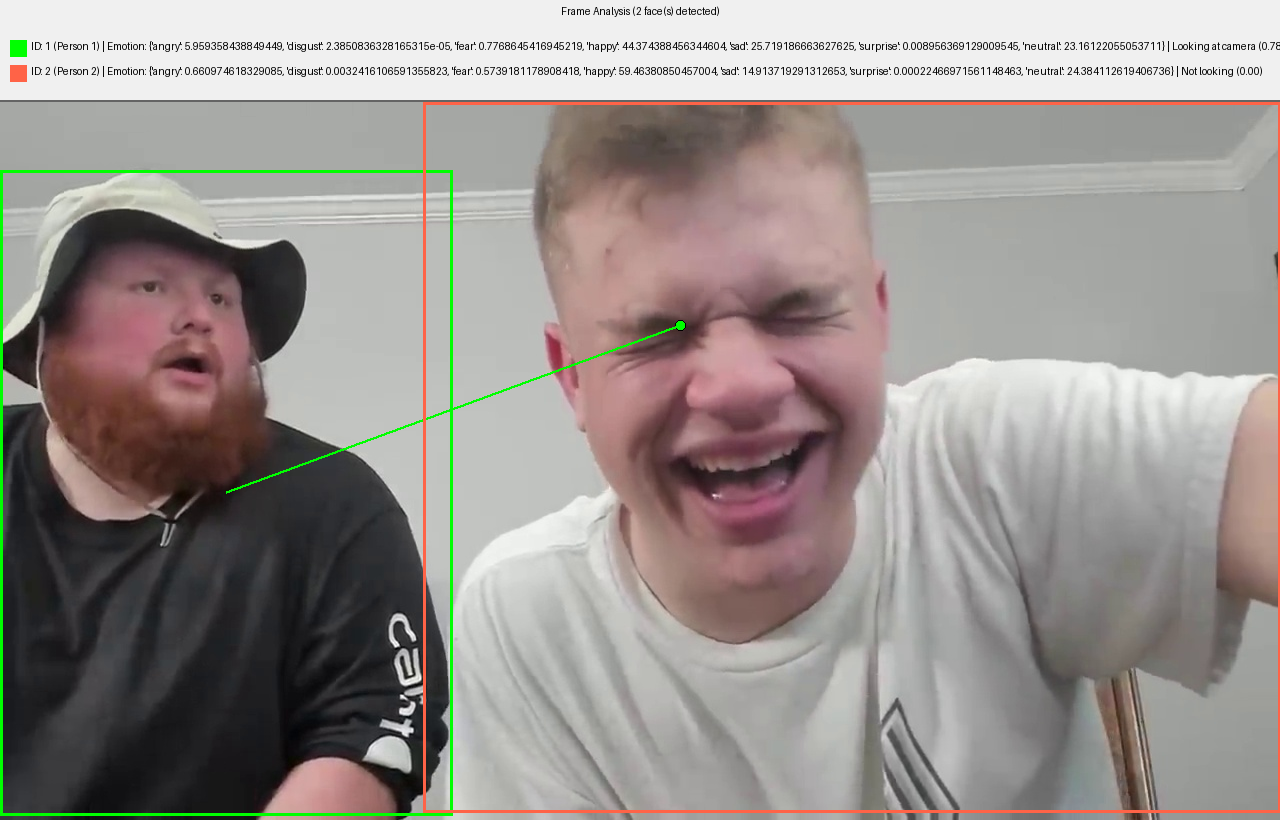 Frame Analysis (2 face(s) detected)
ID: 1 (Person 1) | Emotion: {'angry': 5.959358438849449, 'disgust': 2.3850836328165315e-05, 'fear': 0.7768645416945219, 'happy': 44.374388456344604, 'sad': 25.719186663627625, 'surprise': 0.008956369129009545, 'neutral': 23.16122055053711} | Looking at camera (0.78
ID: 2 (Person 2) | Emotion: {'angry': 0.660974618329085, 'disgust': 0.0032416106591355823, 'fear': 0.5739181178908418, 'happy': 59.46380850457004, 'sad': 14.913719291312653, 'surprise': 0.00022466971561148463, 'neutral': 24.384112619406736} | Not looking (0.00)